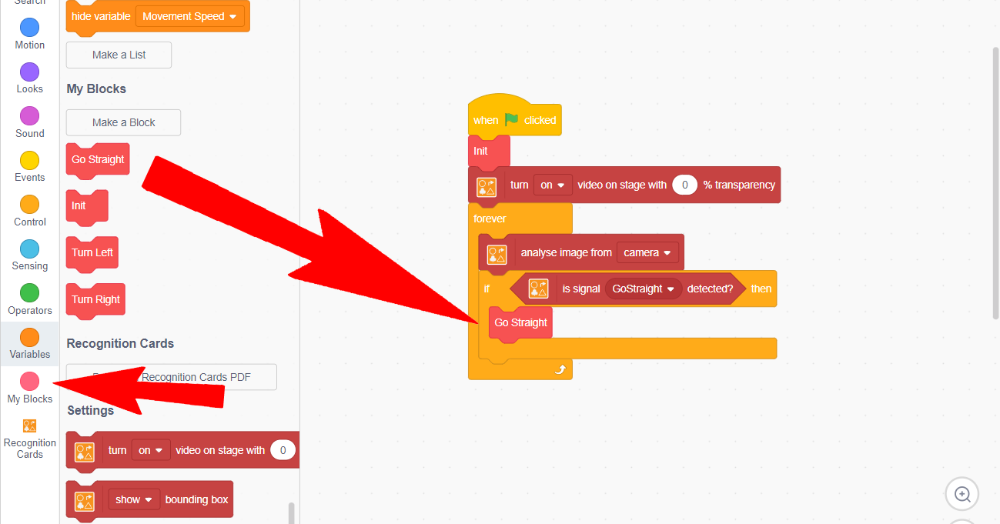 Search
Motion
Looks
Sound
Events
Control
Sensing
Operators
Variables
My Blocks
Recognition
Cards
hide variable Movement Speed
Make a List
My Blocks
Make a Block
Go Straight
Init
Turn Left
Turn Right
Recognition Cards
Recognition Cards PDF
Settings
turn on video on stage with 0
show bounding box
when clicked
Init
turn on video on stage with 0 % transparency
forever
analyse image from camera
if is signal GoStraight detected? then
Go Straight